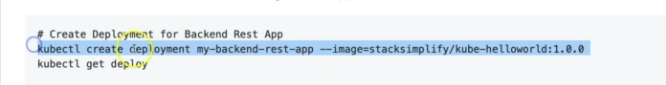 # Create Deployment for Backend Rest App
kubectl create deployment my-backend-rest-app --image=stacksimplify/kube-helloworld:1.0.0
kubectl get deploy